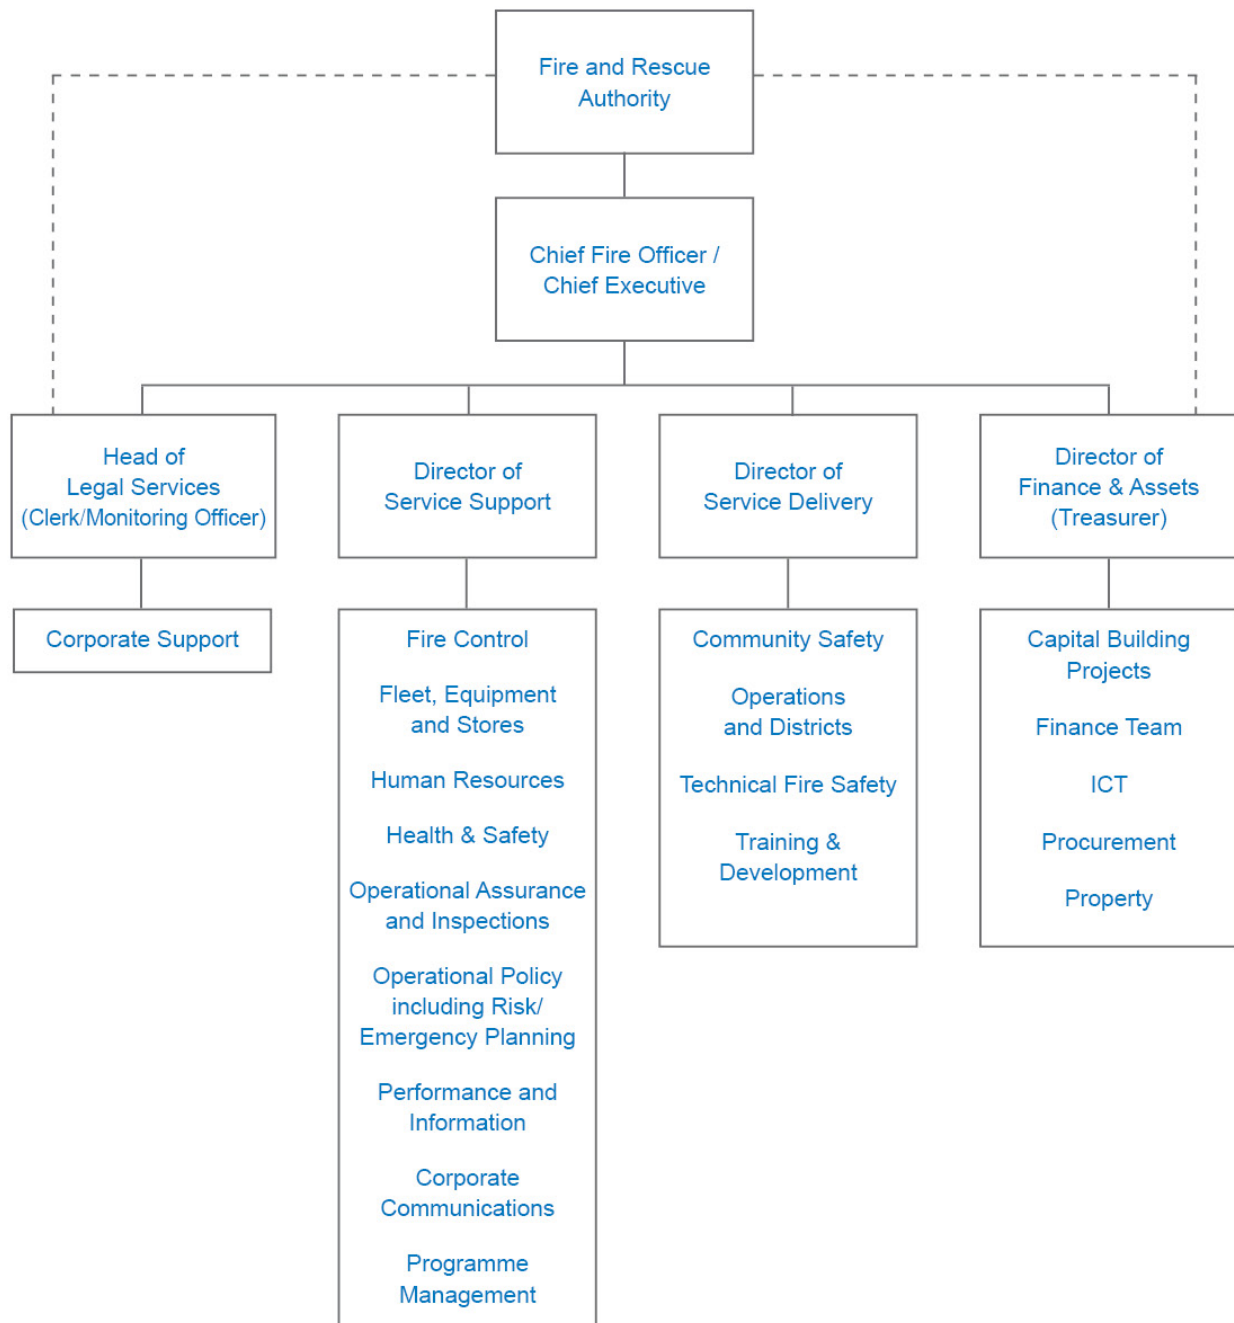 Fire and Rescue
Authority
Chief Fire Officer /
Chief Executive
Head of
Legal Services
(Clerk/Monitoring Officer)
Director of
Service Support
Director of
Service Delivery
Director of
Finance & Assets
(Treasurer)
Corporate Support
Fire Control
Fleet, Equipment
and Stores
Human Resources
Health & Safety
Operational Assurance
and Inspections
Operational Policy
including Risk/
Emergency Planning
Performance and
Information
Corporate
Communications
Programme
Management
Community Safety
Operations
and Districts
Technical Fire Safety
Training &
Development
Capital Building
Projects
Finance Team
ICT
Procurement
Property